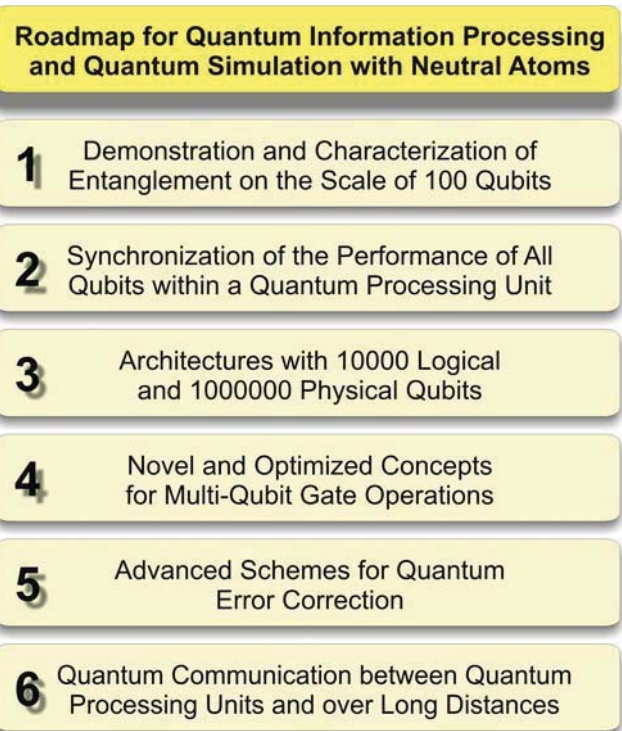 Roadmap for Quantum Information Processing
and Quantum Simulation with Neutral Atoms
1
Demonstration and Characterization of
Entanglement on the Scale of 100 Qubits
2
Synchronization of the Performance of All
Qubits within a Quantum Processing Unit
3
Architectures with 10000 Logical
and 1000000 Physical Qubits
4
Novel and Optimized Concepts
for Multi-Qubit Gate Operations
5
Advanced Schemes for Quantum
Error Correction
6
Quantum Communication between Quantum
Processing Units and over Long Distances